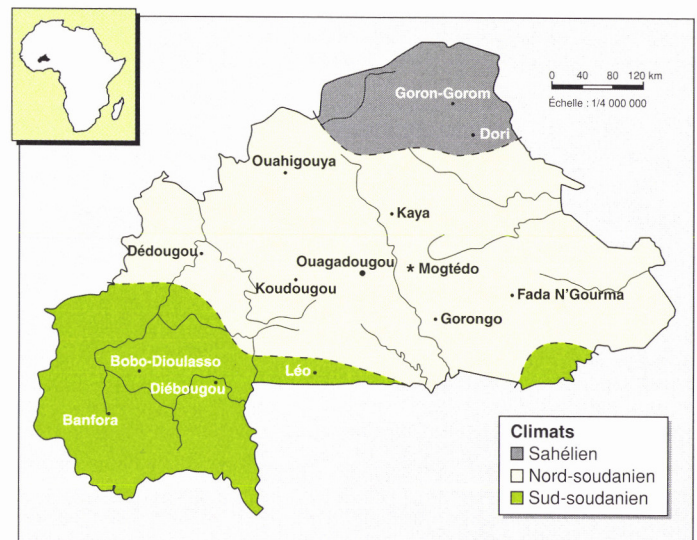 0 40 80 120 km
Échelle : 1/4 000 000
Goron-Gorom
Dori
Ouahigouya
Kaya
Dédougou
Ouagadougou
* Mogtédo
Koudougou
Fada N'Gourma
Gorongo
Bobo-Dioulasso
Léo
Diébougou
Banfora
Climats
Sahélien
Nord-soudanien
Sud-soudanien